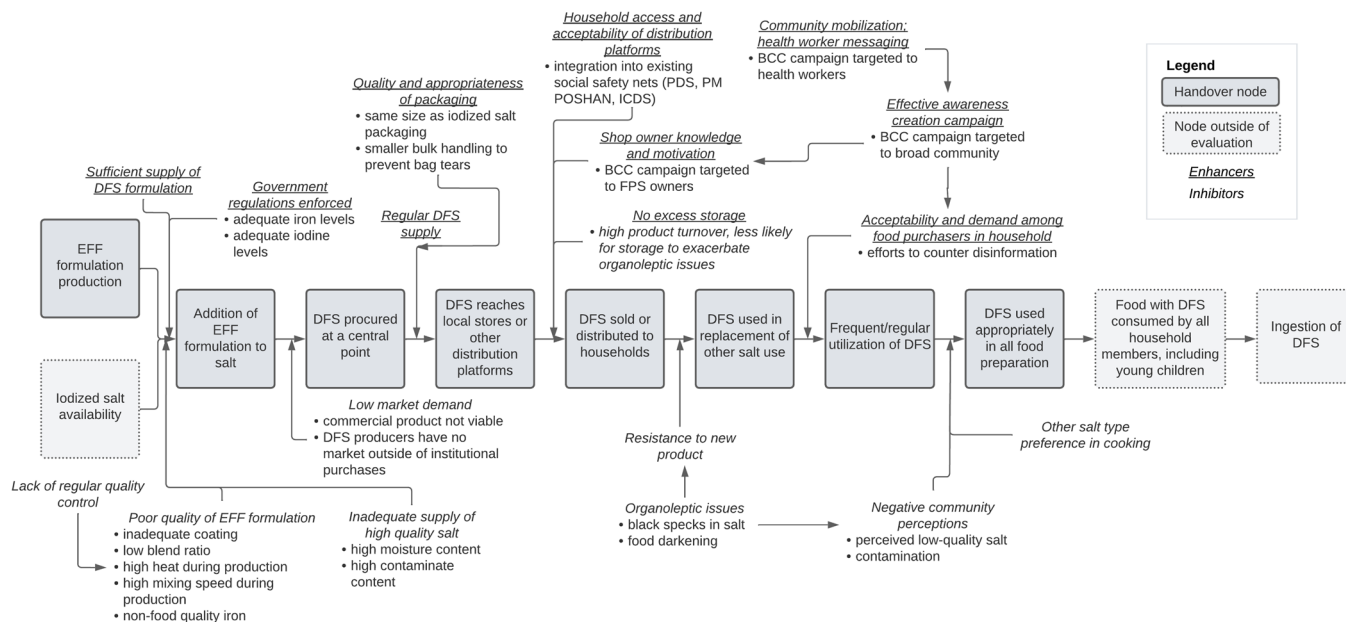 Household access and
acceptability of distribution
platforms
• integration into existing
social safety nets (PDS, PM
POSHAN, ICDS)
Community mobilization;
health worker messaging
• BCC campaign targeted to
health workers
Legend
Handover node
Node outside of
evaluation
Enhancers
Inhibitors
Quality and appropriateness
of packaging
• same size as iodized salt
packaging
• smaller bulk handling to
prevent bag tears
Effective awareness
creation campaign
• BCC campaign targeted
to broad community
Shop owner knowledge
and motivation
• BCC campaign targeted
to FPS owners
Sufficient supply of
DFS formulation
Government
regulations enforced
• adequate iron levels
• adequate iodine
levels
Regular DFS
supply
No excess storage
• high product turnover, less likely
for storage to exacerbate
organoleptic issues
Acceptability and demand among
food purchasers in household
• efforts to counter disinformation
EFF
formulation
production
Iodized salt
availability
Addition of
EFF
formulation to
salt
DFS procured
at a central
point
DFS reaches
local stores or
other
distribution
platforms
DFS sold or
distributed to
households
DFS used in
replacement of
other salt use
Frequent/regular
utilization of DFS
DFS used
appropriately
in all food
preparation
Food with DFS
consumed by all
household
members, including
young children
Ingestion of
DFS
Low market demand
• commercial product not viable
• DFS producers have no
market outside of institutional
purchases
Resistance to new
product
Other salt type
preference in cooking
Lack of regular quality
control
Poor quality of EFF formulation
• inadequate coating
• low blend ratio
• high heat during production
• high mixing speed during
production
• non-food quality iron
Inadequate supply of
high quality salt
• high moisture content
• high contaminate
content
Organoleptic issues
• black specks in salt
• food darkening
Negative community
perceptions
• perceived low-quality salt
• contamination